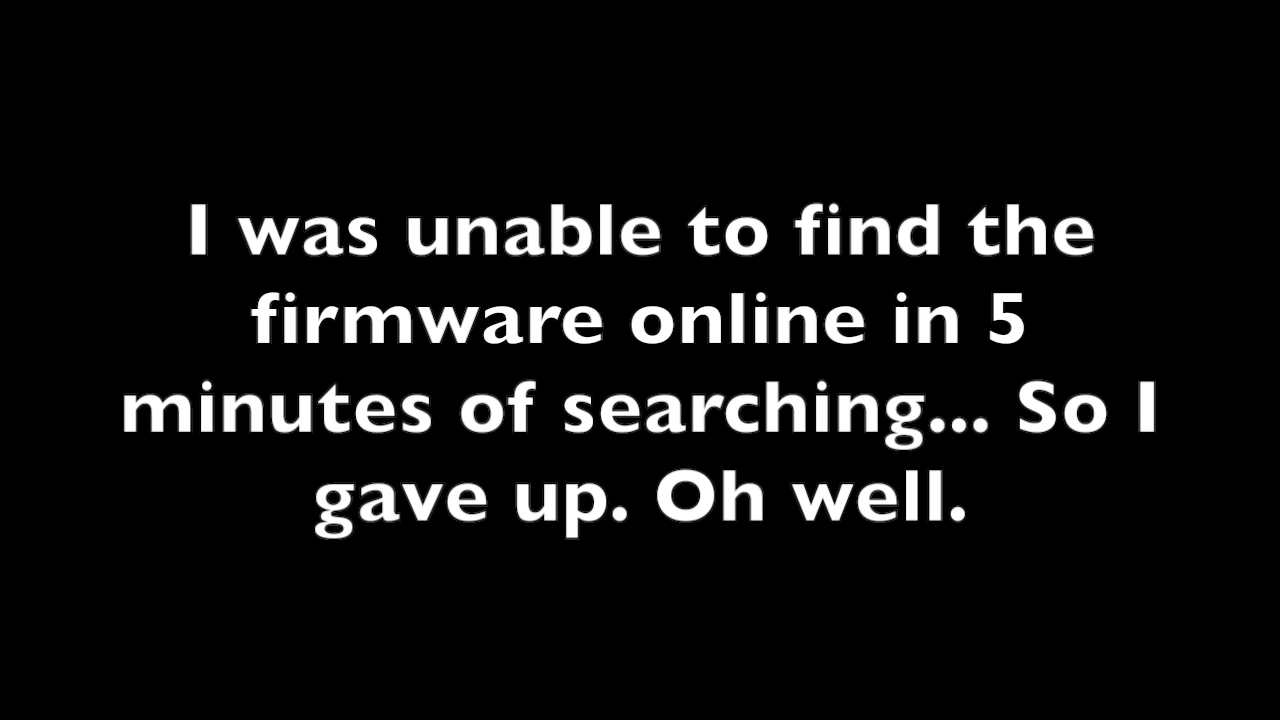 I was unable to find the
firmware online in 5
minutes of searching... So I
gave up. Oh well.